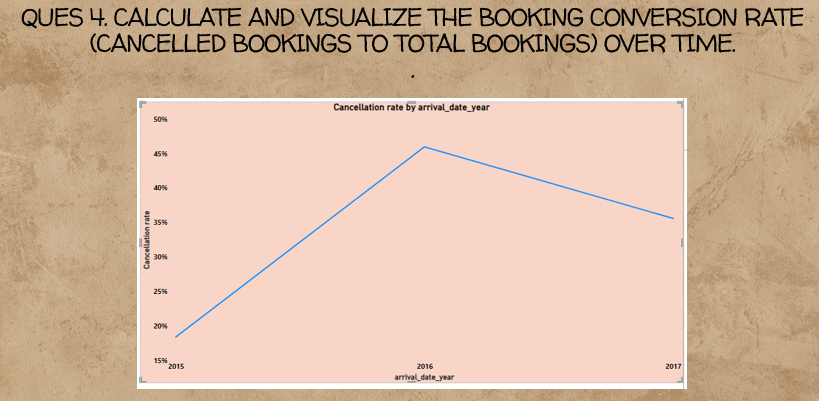 QUES 4. CALCULATE AND VISUALIZE THE BOOKING CONVERSION RATE
(CANCELLED BOOKINGS TO TOTAL BOOKINGS) OVER TIME.
.
Cancellation rate by arrival_date_year
50%
45%
40%
35%
30%
25%
20%
15%
Cancellation rate
2015 2016 2017
arrival_date_year